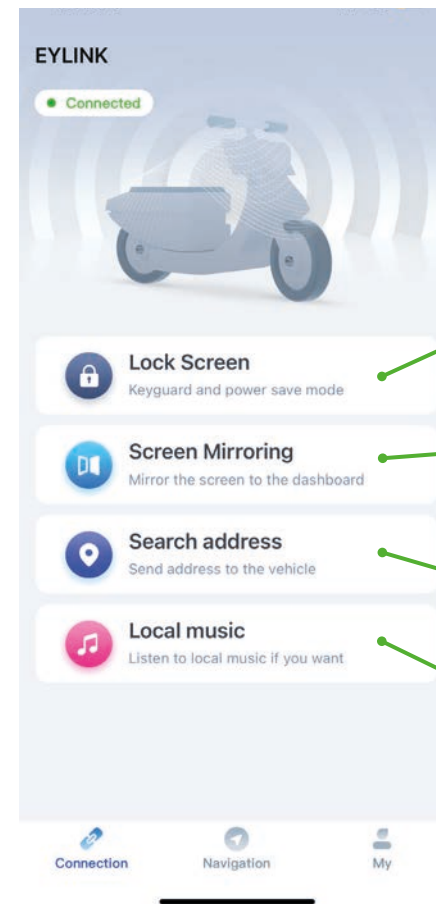 EYLINK
Connected
Lock Screen
Keyguard and power save mode
Screen Mirroring
Mirror the screen to the dashboard
Search address
Send address to the vehicle
Local music
Listen to local music if you want
Connection
Navigation
My